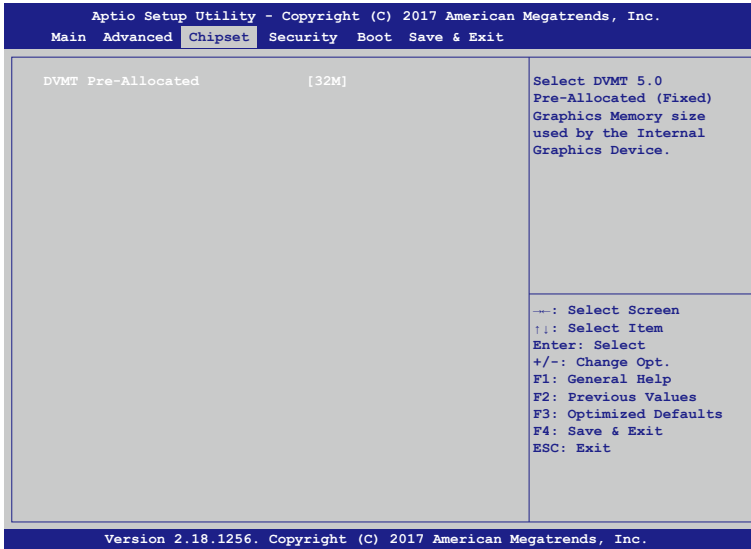 Aptio Setup Utility - Copyright (C) 2017 American Megatrends, Inc.
Main Advanced Chipset Security Boot Save & Exit
DVMT Pre-Allocated [32M]
Select DVMT 5.0
Pre-Allocated (Fixed)
Graphics Memory size
used by the Internal
Graphics Device.
→←: Select Screen
↑↓: Select Item
Enter: Select
+/-: Change Opt.
F1: General Help
F2: Previous Values
F3: Optimized Defaults
F4: Save & Exit
ESC: Exit
Version 2.18.1256. Copyright (C) 2017 American Megatrends, Inc.